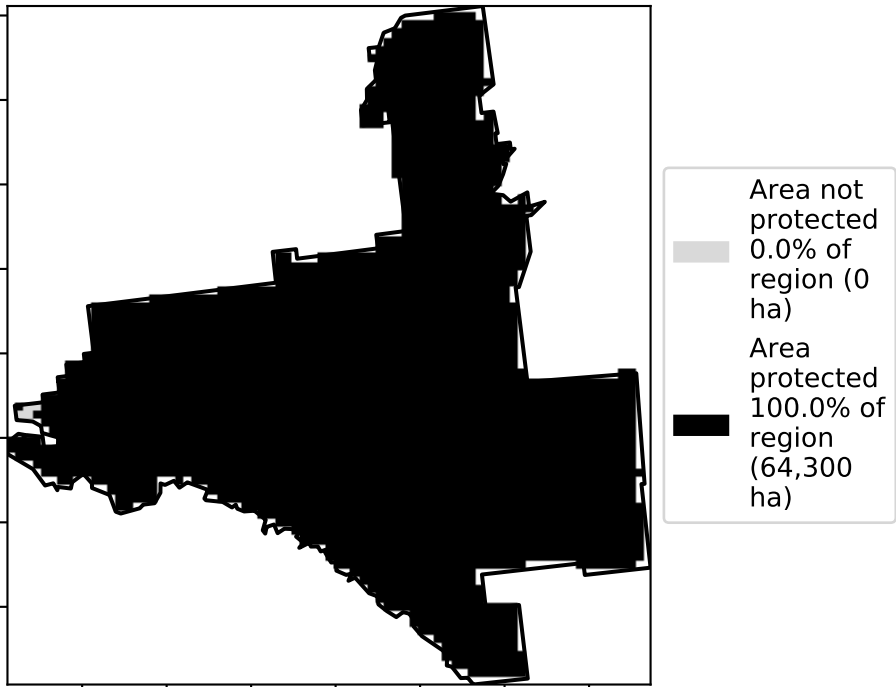 Area not
protected
0.0% of
region (0
ha)
Area
protected
100.0% of
region
(64,300
ha)